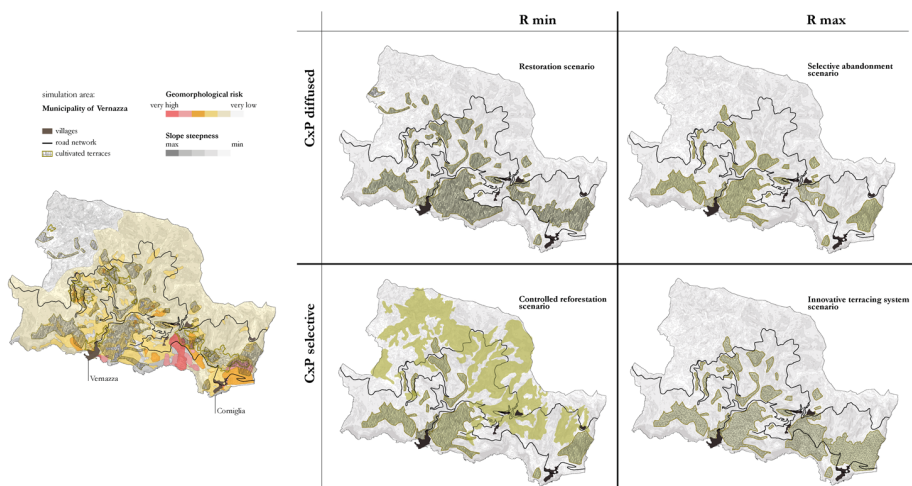 R min
R max
CxP diffused
CxP selective
simulation area:
Municipality of Vernazza
villages
road network
cultivated terraces
Geomorphological risk
very high
very low
Slope steepness
max
min
Vernazza
Corniglia
Restoration scenario
Selective abandonment
scenario
Controlled reforestation
scenario
Innovative terracing system
scenario